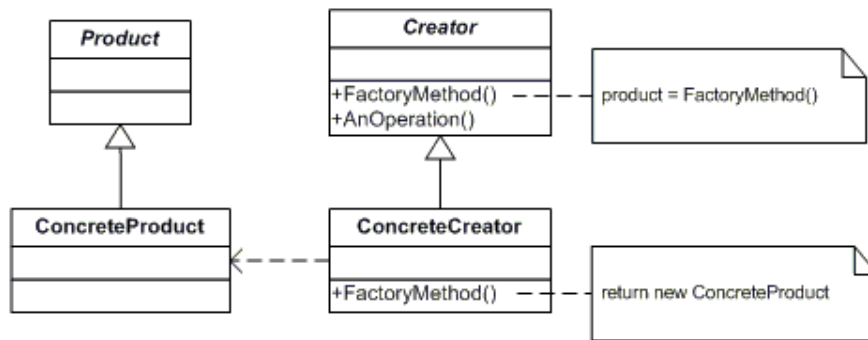 Product
Creator
+FactoryMethod()
+AnOperation()
product = FactoryMethod()
ConcreteProduct
ConcreteCreator
+FactoryMethod()
return new ConcreteProduct